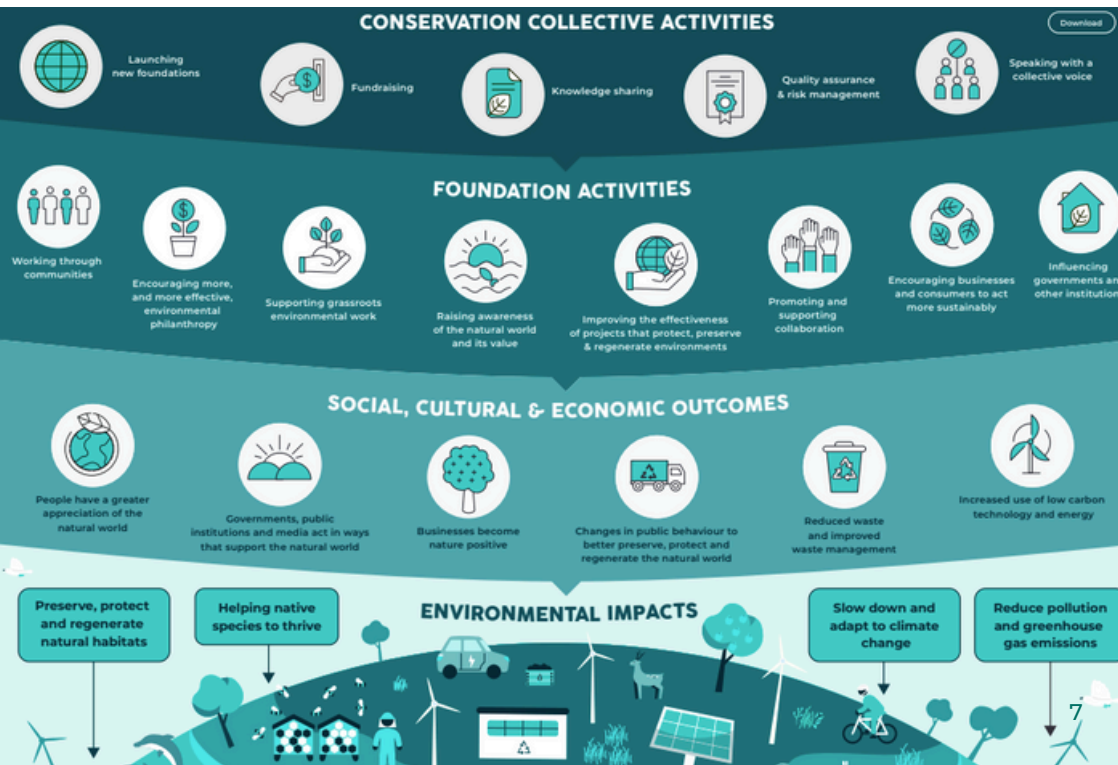 CONSERVATION COLLECTIVE ACTIVITIES
Download
Launching
new foundations
Fundraising
Knowledge sharing
Quality assurance
& risk management
Speaking with a
collective voice
FOUNDATION ACTIVITIES
Working through
communities
Encouraging more,
and more effective,
environmental
philanthropy
Supporting grassroots
environmental work
Raising awareness
of the natural world
and its value
Improving the effectiveness
of projects that protect, preserve
& regenerate environments
Promoting and
supporting
collaboration
Encouraging businesses
and consumers to act
more sustainably
Influencing
governments an
other institution
SOCIAL, CULTURAL & ECONOMIC OUTCOMES
People have a greater
appreciation of the
natural world
Governments, public
institutions and media act in ways
that support the natural world
Businesses become
nature positive
Changes in public behaviour to
better preserve, protect and
regenerate the natural world
Reduced waste
and improved
waste management
Increased use of low carbon
technology and energy
ENVIRONMENTAL IMPACTS
Preserve, protect
and regenerate
natural habitats
Helping native
species to thrive
Slow down and
adapt to climate
change
Reduce pollution
and greenhouse
gas emissions
7